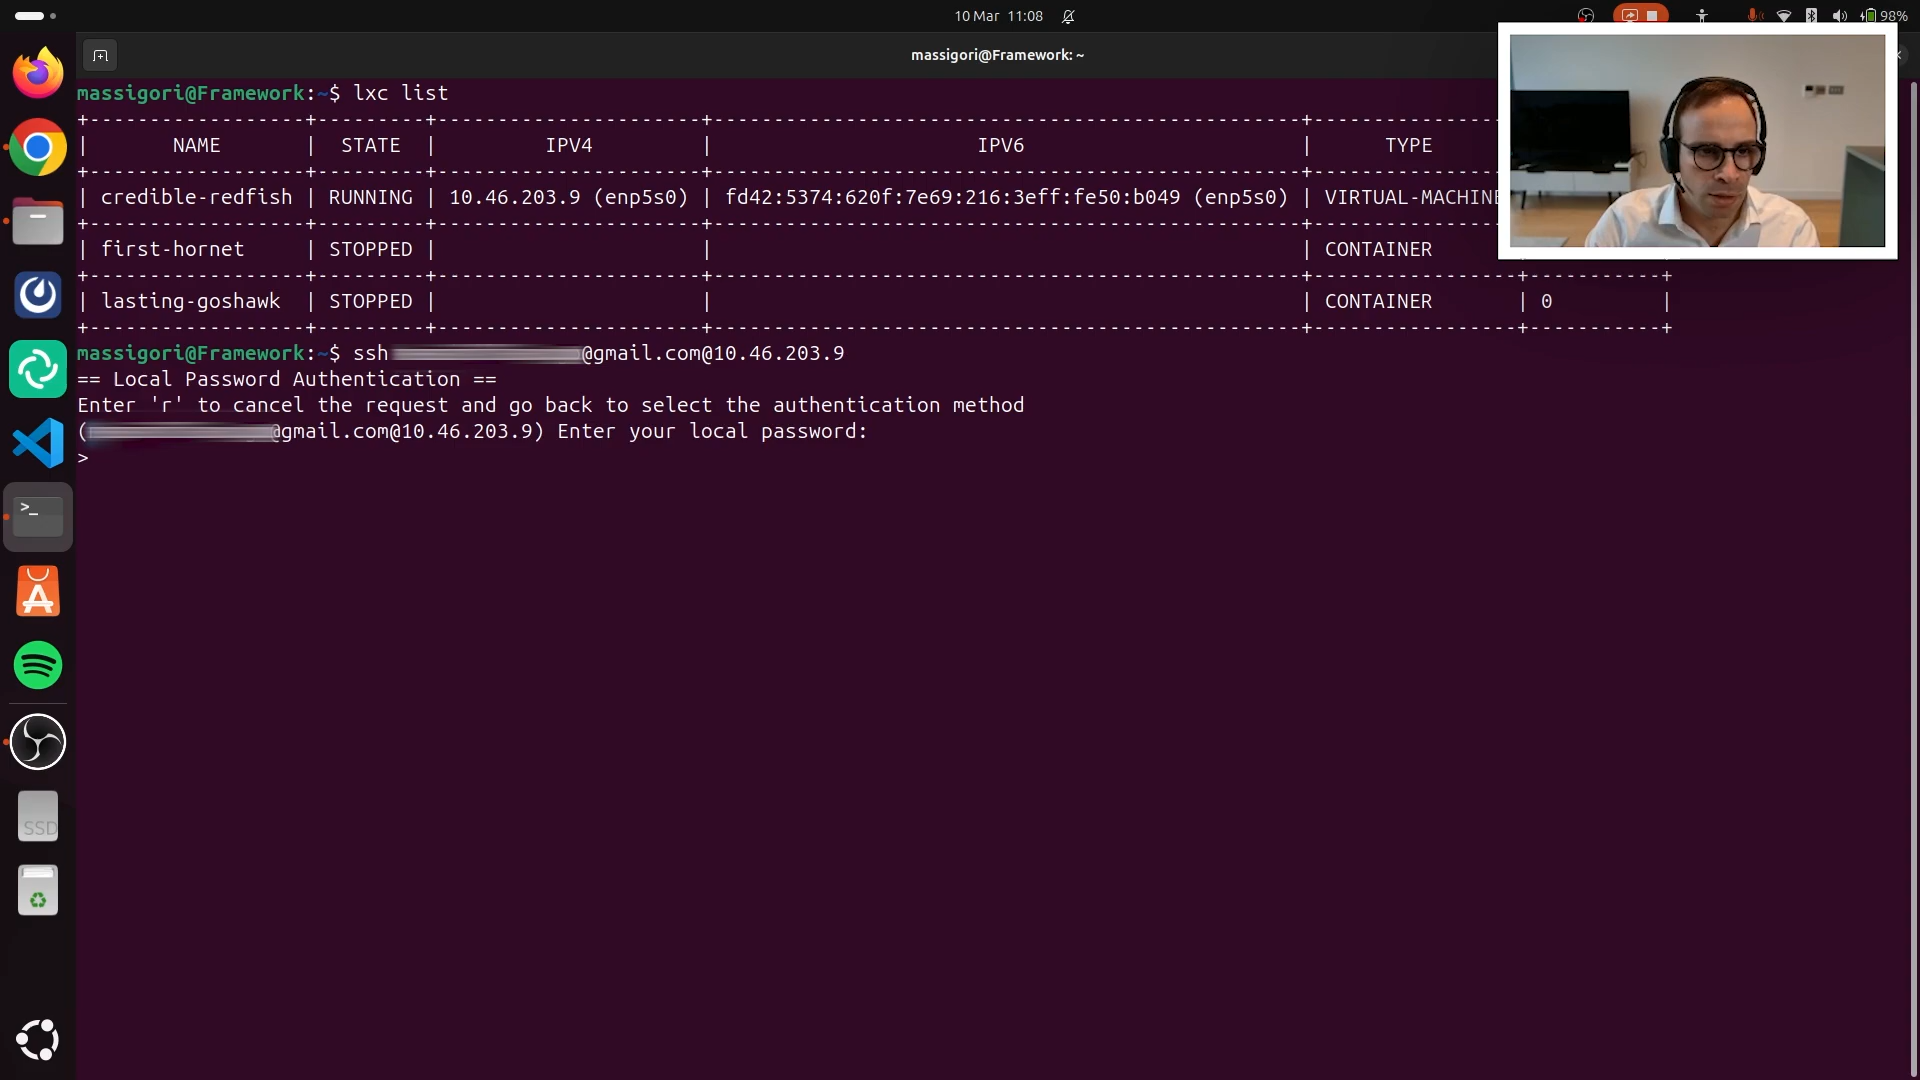 10 Mar 11:08
98%
massigori@Framework: ~
massigori@Framework:~$ lxc list
+------------------+---------+----------------------+-------------------------------------------------+-----------------
| NAME | STATE | IPV4 | IPV6 | TYPE
+------------------+---------+----------------------+-------------------------------------------------+-----------------
| credible-redfish | RUNNING | 10.46.203.9 (enp5s0) | fd42:5374:620f:7e69:216:3eff:fe50:b049 (enp5s0) | VIRTUAL-MACHINE
+------------------+---------+----------------------+-------------------------------------------------+-----------------
| first-hornet | STOPPED | | | CONTAINER
+------------------+---------+----------------------+-------------------------------------------------+-----------------+-----------+
| lasting-goshawk | STOPPED | | | CONTAINER | 0 |
+------------------+---------+----------------------+-------------------------------------------------+-----------------+-----------+
massigori@Framework:~$ ssh @gmail.com@10.46.203.9
== Local Password Authentication ==
Enter 'r' to cancel the request and go back to select the authentication method
( @gmail.com@10.46.203.9) Enter your local password:
>
>_
SSD